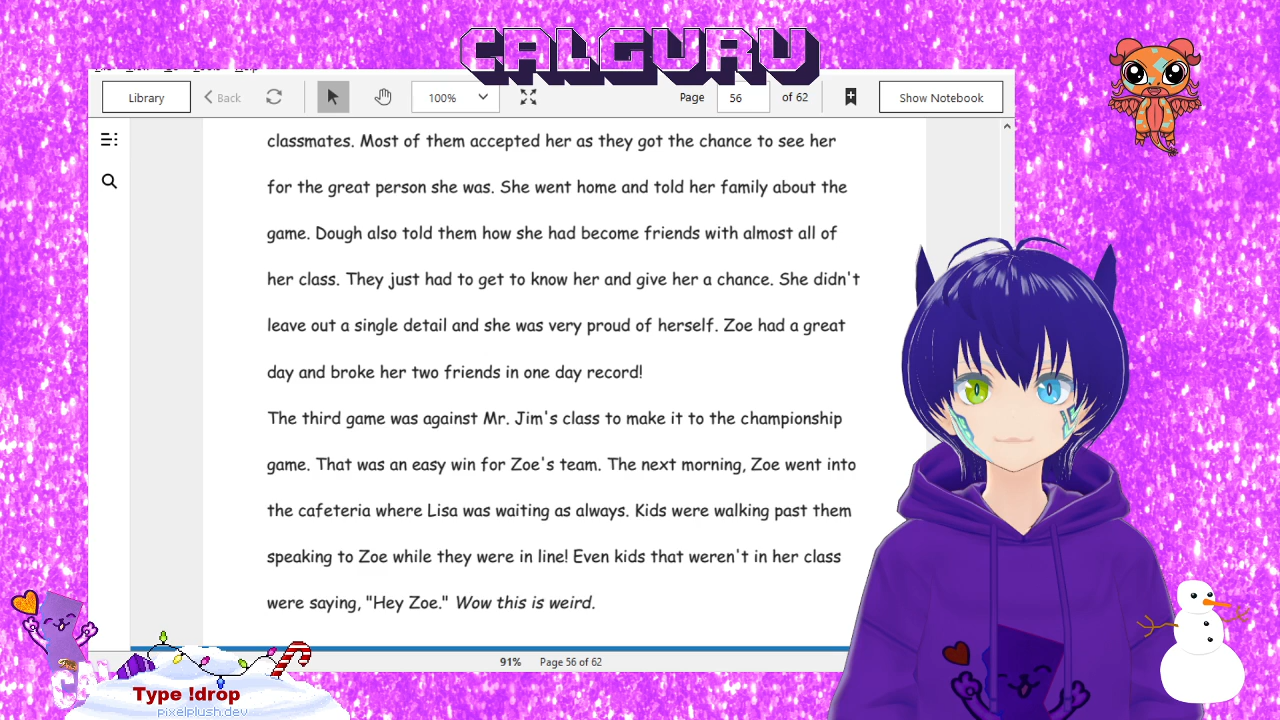 CALGURU
Library
Back
100%
Page 56 of 62
Show Notebook
classmates. Most of them accepted her as they got the chance to see her
for the great person she was. She went home and told her family about the
game. Dough also told them how she had become friends with almost all of
her class. They just had to get to know her and give her a chance. She didn't
leave out a single detail and she was very proud of herself. Zoe had a great
day and broke her two friends in one day record!
The third game was against Mr. Jim's class to make it to the championship
game. That was an easy win for Zoe's team. The next morning, Zoe went into
the cafeteria where Lisa was waiting as always. Kids were walking past them
speaking to Zoe while they were in line! Even kids that weren't in her class
were saying, "Hey Zoe." Wow this is weird.
91% Page 56 of 62
Type !drop
pixelplush.dev